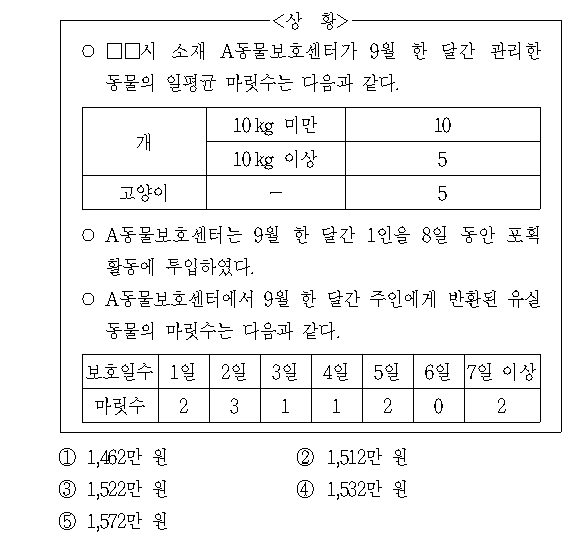 <상 황>
○ □□시 소재 A동물보호센터가 9월 한 달간 관리한
동물의 일평균 마릿수는 다음과 같다.
개 10kg 미만 10
10kg 이상 5
고양이 － 5
○ A동물보호센터는 9월 한 달간 1인을 8일 동안 포획
활동에 투입하였다.
○ A동물보호센터에서 9월 한 달간 주인에게 반환된 유실
동물의 마릿수는 다음과 같다.
보호일수 1일 2일 3일 4일 5일 6일 7일 이상
마릿수 2 3 1 1 2 0 2
① 1,462만 원 ② 1,512만 원
③ 1,522만 원 ④ 1,532만 원
⑤ 1,572만 원